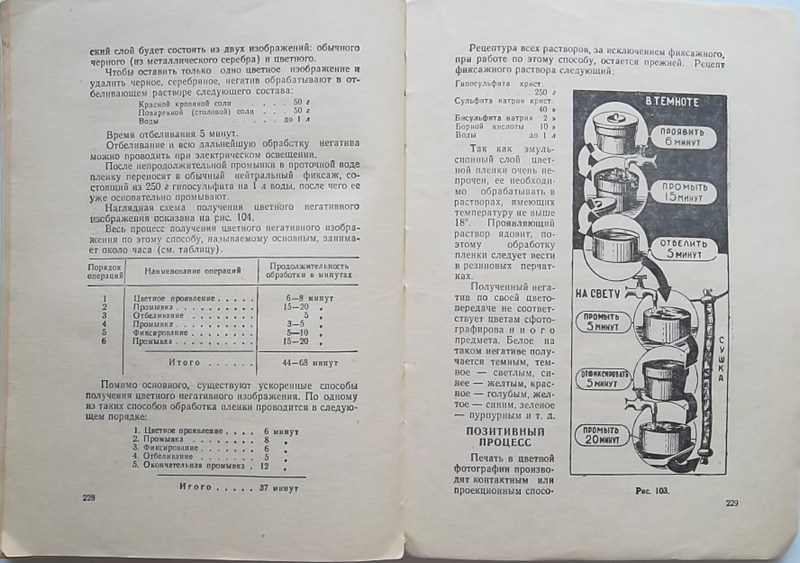 ский слой будет состоять из двух изображений: обычного
черного (из металлического серебра) и цветного.
Чтобы оставить только одно цветное изображение и
удалить черное, серебряное, негатив обрабатывают в от-
беливающем растворе следующего состава:
Красной кровяной соли . . . . 50 г
Поваренной (столовой) соли . . . . 50 г
Воды . . . до 1 л
Время отбеливания 5 минут.
Отбеливание и всю дальнейшую обработку негатива
можно проводить при электрическом освещении.
После непродолжительной промывки в проточной воде
пленку переносят в обычный нейтральный фиксаж, со-
стоящий из 250 г гипосульфита на 1 л воды, после чего ее
уже основательно промывают.
Наглядная схема получения цветного негативного
изображения показана на рис. 104.
Весь процесс получения цветного негативного изобра-
жения по этому способу, называемому основным, занима-
ет около часа (см. таблицу).
Порядок операций Наименование операций Продолжительность обработки в минутах
1 Цветное проявление . . . . . 6—8 минут
2 Промывка . . . . . . . . . 15—20 „
3 Отбеливание . . . . . . . . 5 „
4 Промывка . . . . . . . . . 3—5 „
5 Фиксирование . . . . . . . 5—10 „
6 Промывка . . . . . . . . . 15—20 „
Итого . . . . . 44—68 минут
Помимо основного, существуют ускоренные способы
получения цветного негативного изображения. По одному
из таких способов обработка пленки проводится в следую-
щем порядке:
1. Цветное проявление . . . . 6 минут
2. Промывка . . . . . . . . 8 „
3. Фиксирование . . . . . . 6 „
4. Отбеливание . . . . . . . 5 „
5. Окончательная промывка . 12 „
Итого . . . . . 37 минут
228
Рецептура всех растворов, за исключением фиксажного,
при работе по этому способу, остается прежней. Рецепт
фиксажного раствора следующий:
Гипосульфита крист.
250 г
Сульфита натрия крист.
40 »
Бисульфита натрия 2 »
Борной кислоты 10 »
Воды до 1 л
Так как эмуль-
сионный слой цвет-
ной пленки очень не-
прочен, ее необходи-
мо обрабатывать в
растворах, имеющих
температуру не выше
18°. Проявляющий
раствор ядовит, по-
этому обработку
пленки следует вести
в резиновых перчат-
ках.
Полученный нега-
тив по своей цвето-
передаче не соответ-
ствует цветам сфото-
графированного
предмета. Белое на
таком негативе полу-
чается темным, тем-
ное — светлым, си-
нее — желтым, крас-
ное — голубым, жел-
тое — синим, зеленое
— пурпурным и т. д.
ПОЗИТИВНЫЙ
ПРОЦЕСС
Печать в цветной
фотографии произво-
дят контактным или
проекционным спосо-
В ТЕМНОТЕ
ПРОЯВИТЬ
6 МИНУТ
ПРОМЫТЬ
15 МИНУТ
ОТБЕЛИТЬ
5 МИНУТ
НА СВЕТУ
ПРОМЫТЬ
5 МИНУТ
ОТФИКСИРОВАТЬ
5 МИНУТ
ПРОМЫТЬ
20 МИНУТ
СУШКА
Рис. 103.
229